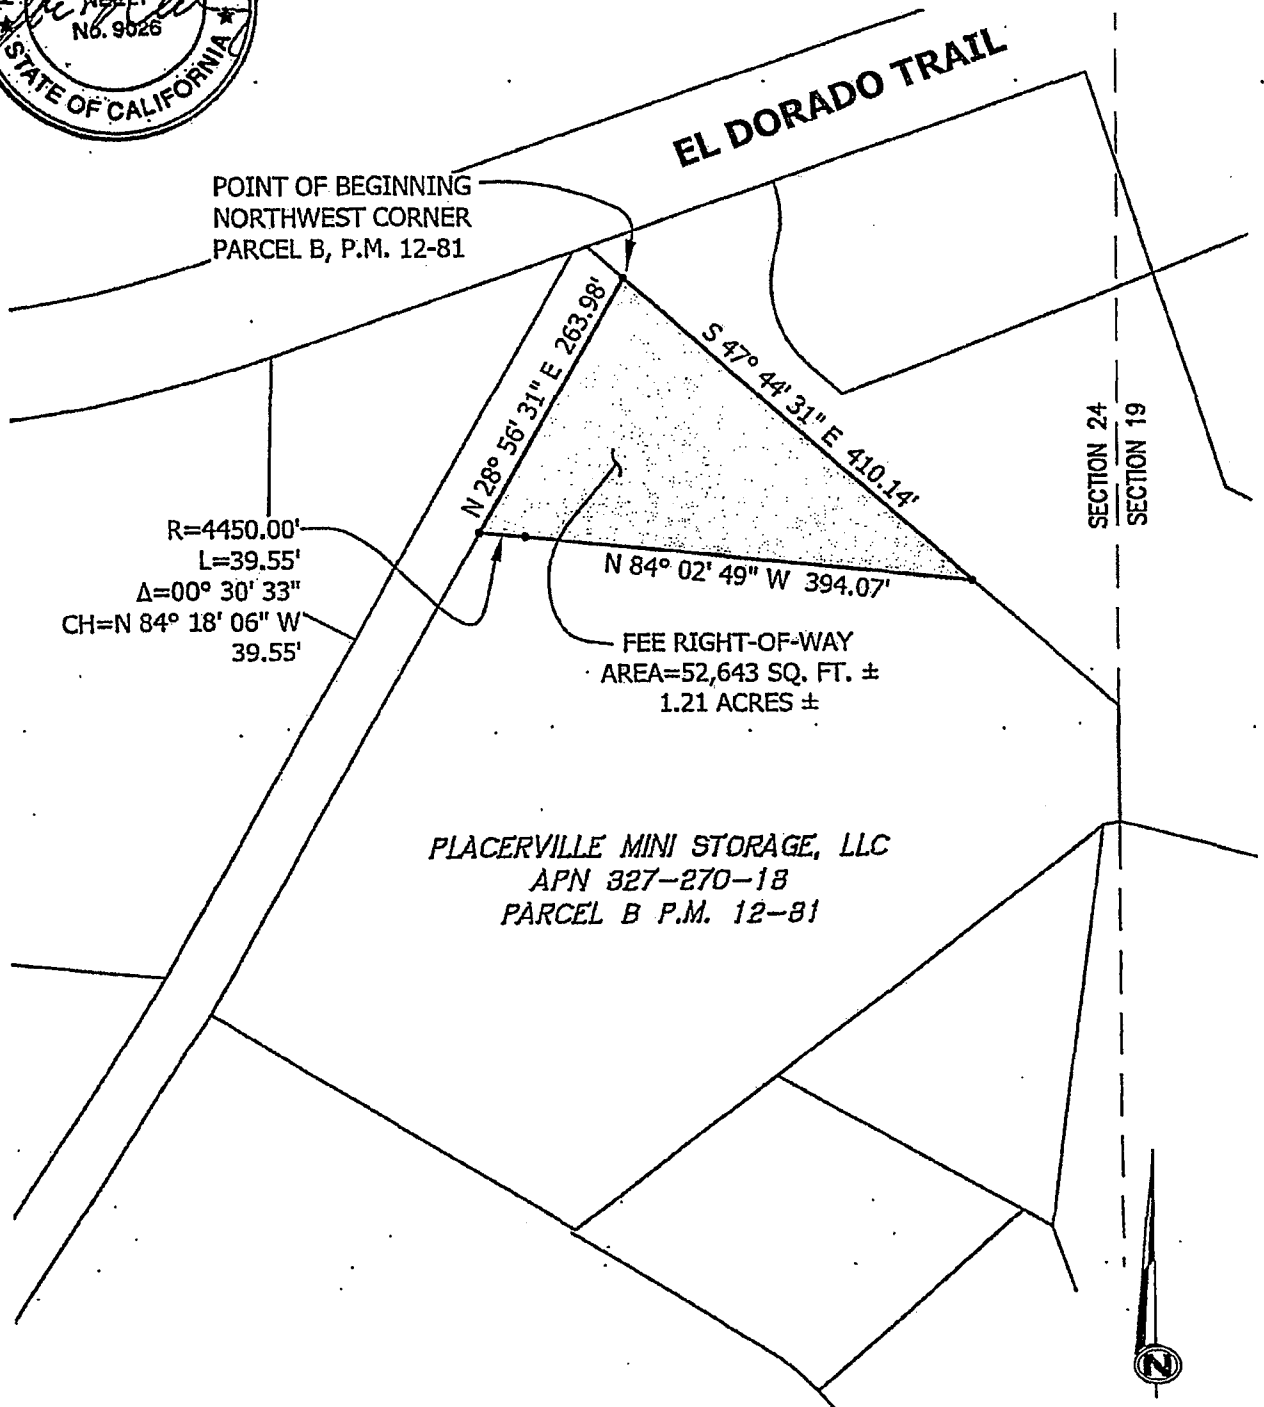 No. 9026
STATE OF CALIFORNIA
EL DORADO TRAIL
POINT OF BEGINNING
NORTHWEST CORNER
PARCEL B, P.M. 12-81
N 28° 56' 31" E 263.98'
S 47° 44' 31" E 410.14'
SECTION 24
SECTION 19
R=4450.00'
L=39.55'
Δ=00° 30' 33"
CH=N 84° 18' 06" W
39.55'
N 84° 02' 49" W 394.07'
FEE RIGHT-OF-WAY
AREA=52,643 SQ. FT. ±
1.21 ACRES ±
PLACERVILLE MINI STORAGE, LLC
APN 327-270-18
PARCEL B P.M. 12-81
N